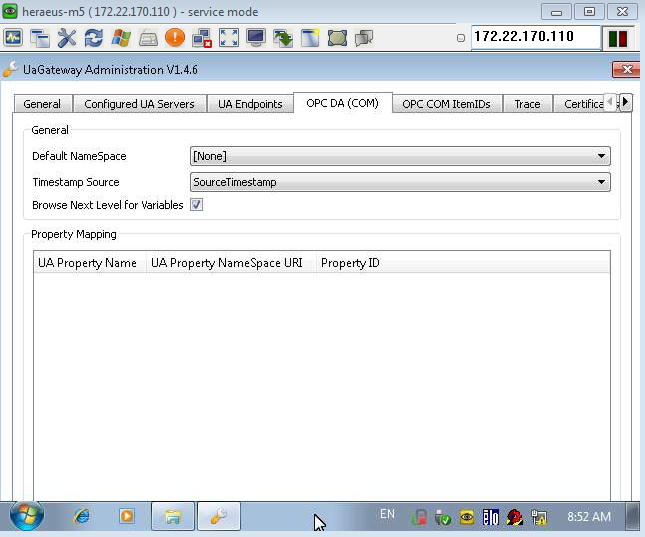 heraeus-m5 ( 172.22.170.110 ) - service mode
172.22.170.110
UaGateway Administration V1.4.6
General Configured UA Servers UA Endpoints OPC DA (COM) OPC COM ItemIDs Trace Certifica
General
Default NameSpace [None]
Timestamp Source SourceTimestamp
Browse Next Level for Variables
Property Mapping
UA Property Name UA Property NameSpace URI Property ID
EN 8:52 AM